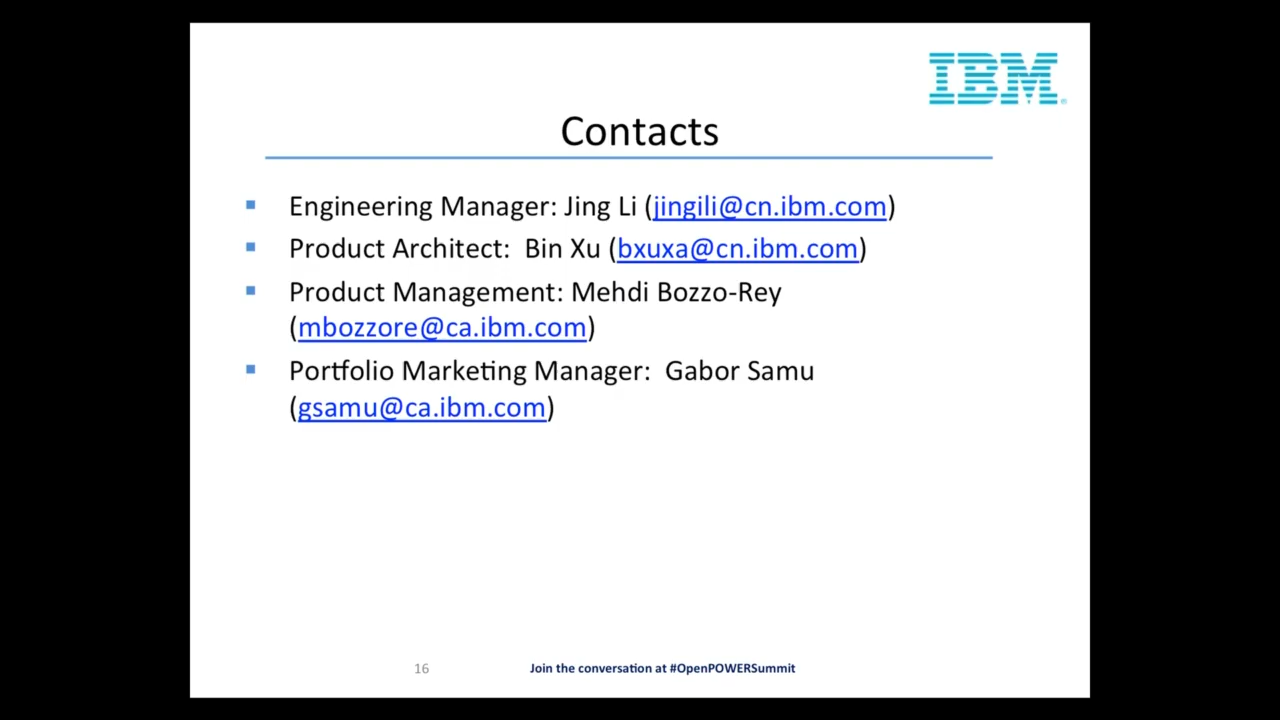 IBM
Contacts
Engineering Manager: Jing Li (jingili@cn.ibm.com)
Product Architect:  Bin Xu (bxuxa@cn.ibm.com)
Product Management: Mehdi Bozzo-Rey
(mbozzore@ca.ibm.com)
Portfolio Marketing Manager:  Gabor Samu
(gsamu@ca.ibm.com)
16 Join the conversation at #OpenPOWERSummit